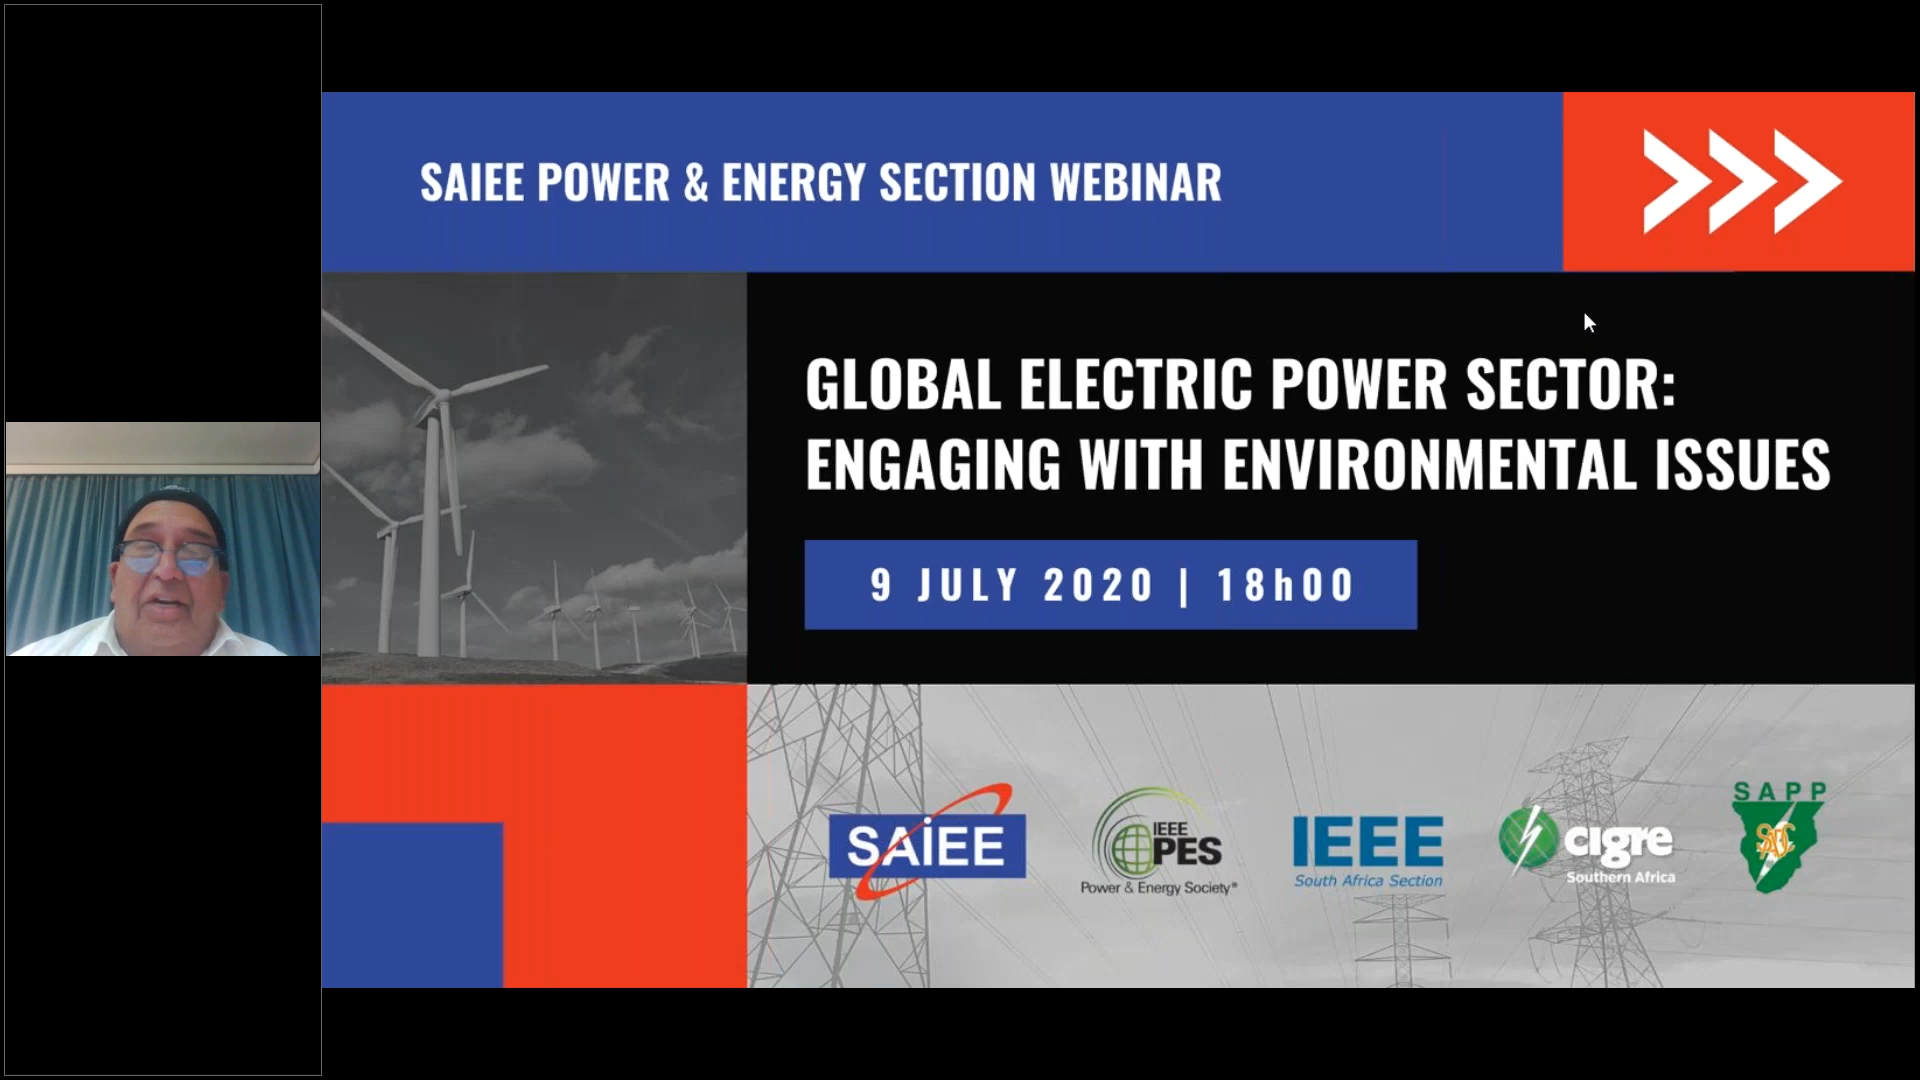 SAIEE POWER & ENERGY SECTION WEBINAR
GLOBAL ELECTRIC POWER SECTOR:
ENGAGING WITH ENVIRONMENTAL ISSUES
9 JULY 2020 | 18h00
SAIEE
IEEE
PES
Power & Energy Society®
IEEE
South Africa Section
cigre
Southern Africa
SAPP
SADC